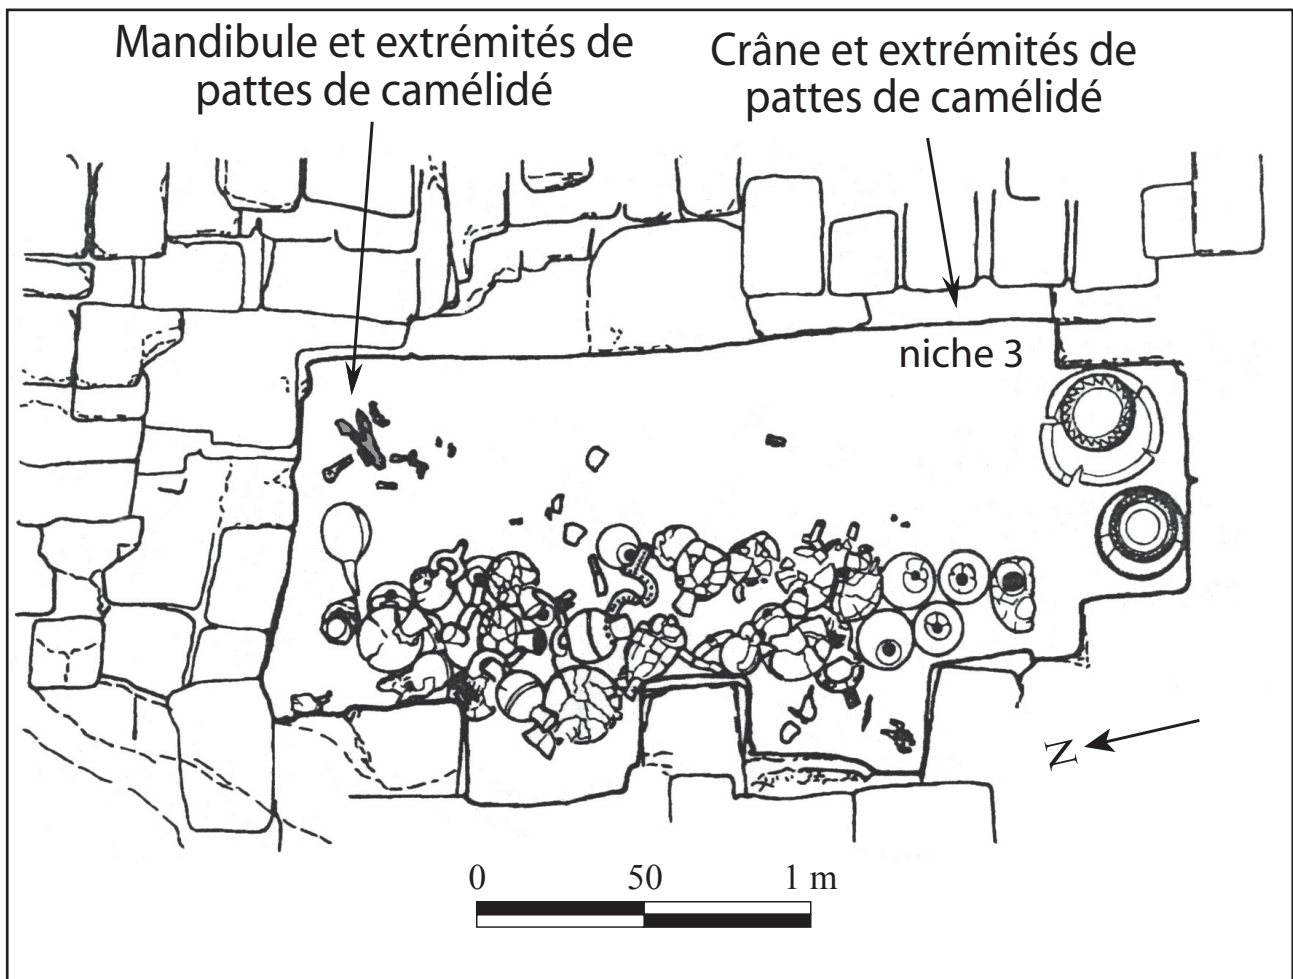 Mandibule et extrémités de
pattes de camélidé
Crâne et extrémités de
pattes de camélidé
niche 3
N
0 50 1 m